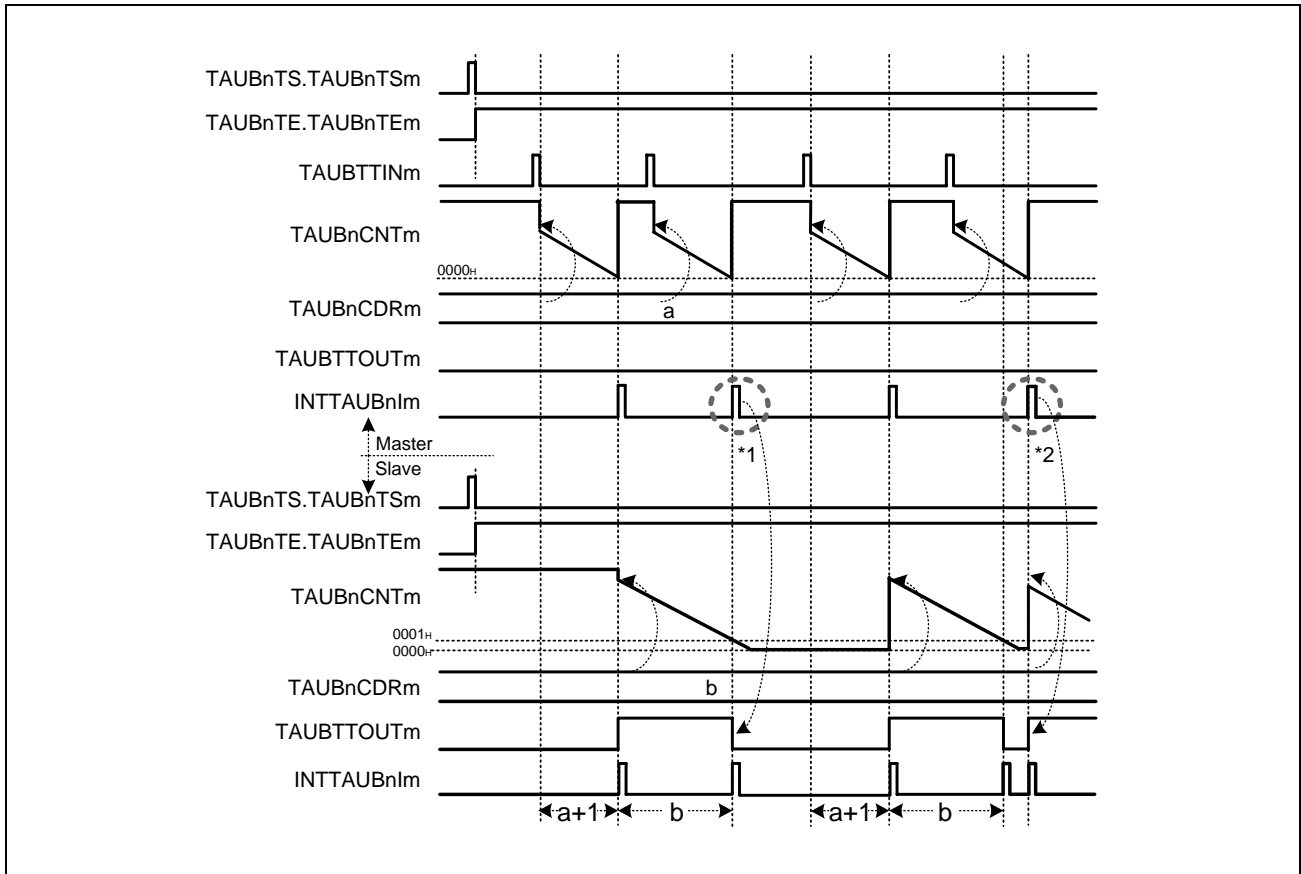 TAUBnTS.TAUBnTSm
TAUBnTE.TAUBnTEm
TAUBTTINm
TAUBnCNTm
0000H
TAUBnCDRm
a
TAUBTTOUTm
INTTAUBnIm
*1
*2
Master
Slave
TAUBnTS.TAUBnTSm
TAUBnTE.TAUBnTEm
TAUBnCNTm
0001H
0000H
TAUBnCDRm
b
TAUBTTOUTm
INTTAUBnIm
a+1 b a+1 b